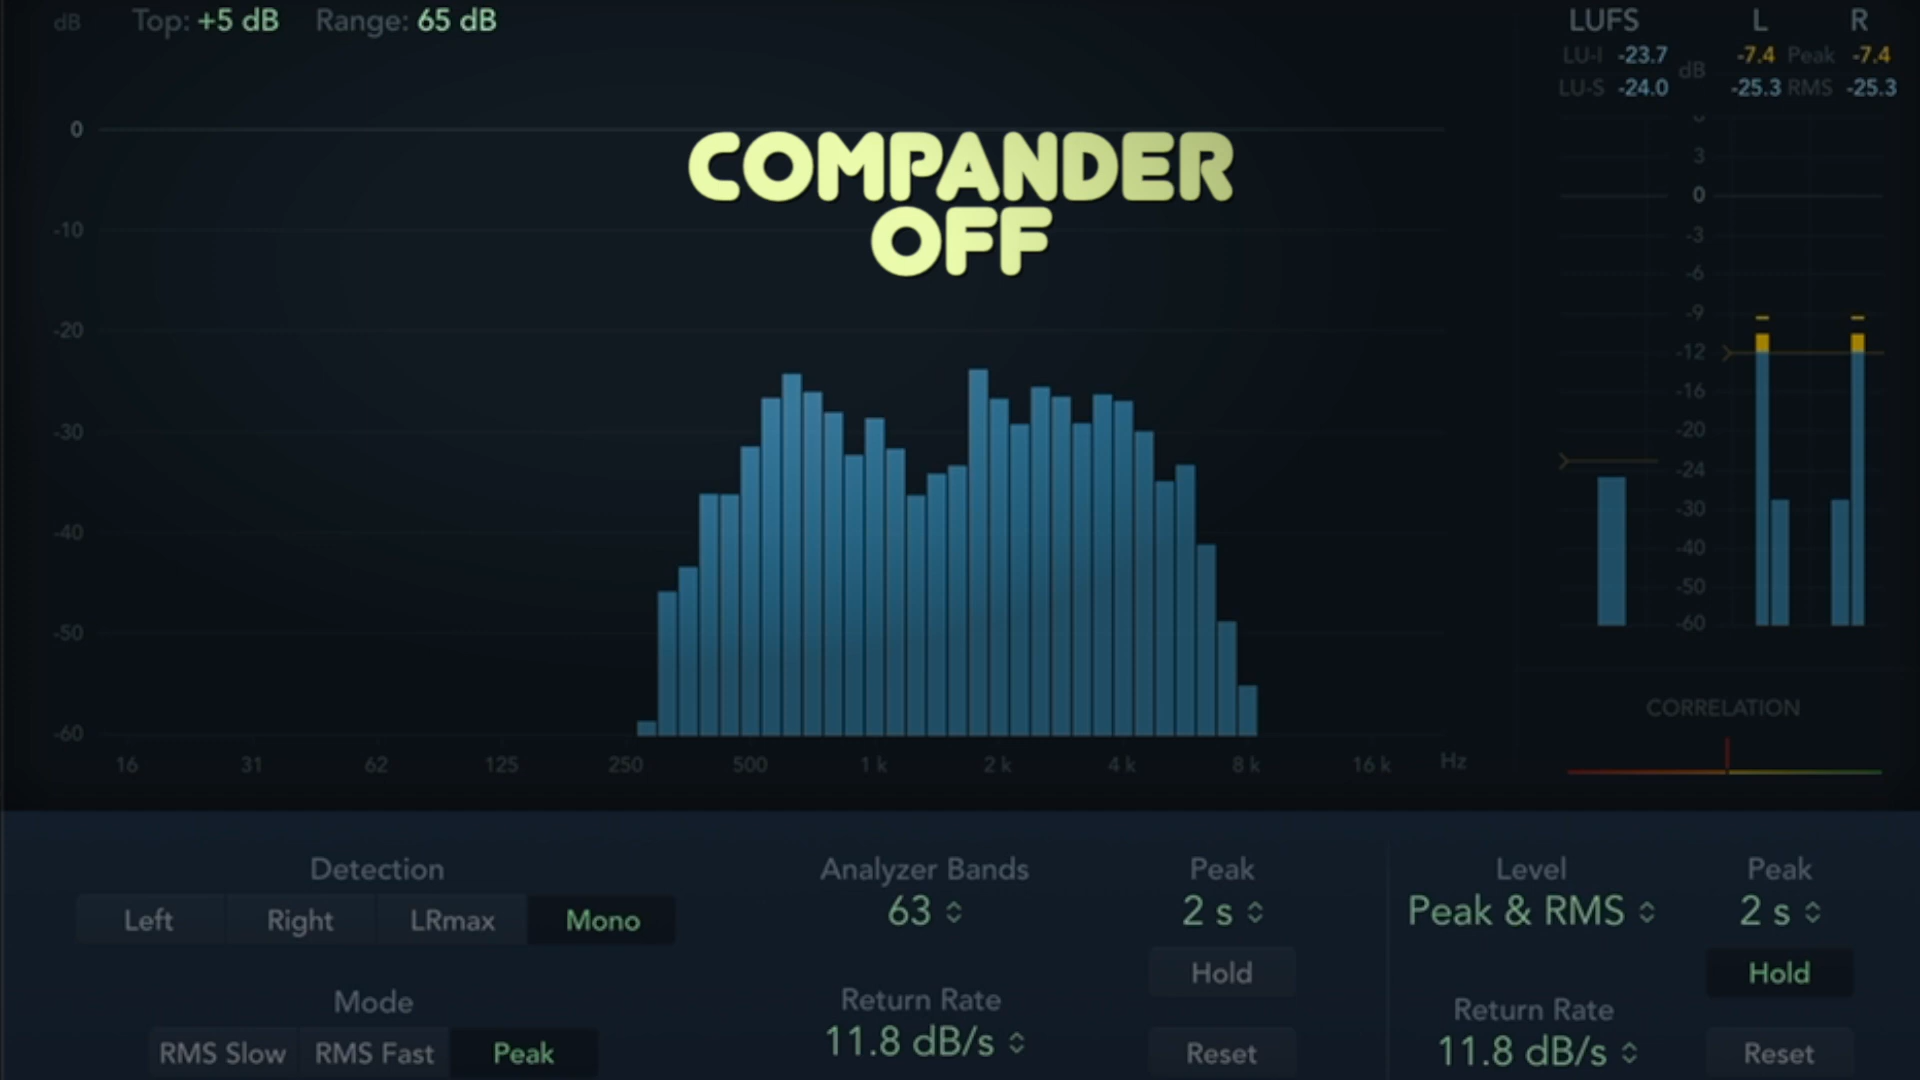 dB Top: +5 dB Range: 65 dB
LUFS L R
LU-I -23.7 dB -7.4 Peak -7.4
LU-S -24.0 -25.3 RMS -25.3
COMPANDER
OFF
0
-10
-20
-30
-40
-50
-60
16 31 62 125 250 500 1 k 2 k 4 k 8 k 16 k Hz
3
0
-3
-6
-9
-12
-16
-20
-24
-30
-40
-50
-60
CORRELATION
Detection
Left Right LRmax Mono
Mode
RMS Slow RMS Fast Peak
Analyzer Bands
63
Return Rate
11.8 dB/s
Peak
2 s
Hold
Reset
Level
Peak & RMS
Return Rate
11.8 dB/s
Peak
2 s
Hold
Reset